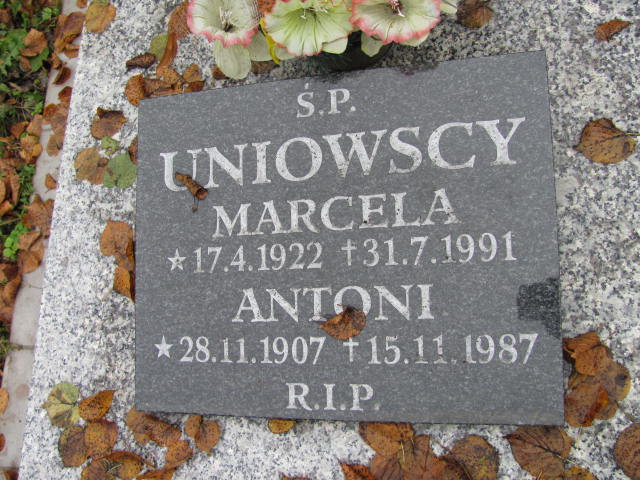 Ś.P.
UNIOWSCY
MARCELA
*17.4.1922 †31.7.1991
ANTONI
*28.11.1907 †15.11.1987
R.I.P.